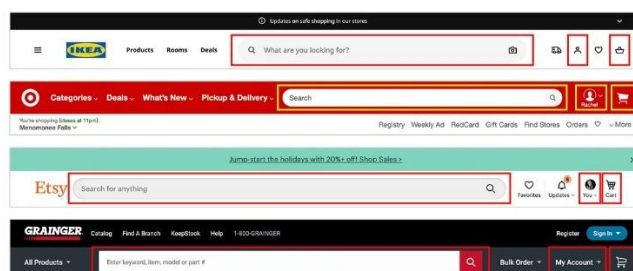 Updates on safe shopping in our stores
IKEA Products Rooms Deals What are you looking for?
Categories Deals What's New Pickup & Delivery Search Rachel
You're shopping (closes at 11pm)
Menomonee Falls Registry Weekly Ad RedCard Gift Cards Find Stores Orders More
Jump-start the holidays with 20%+ off! Shop Sales >
Etsy Search for anything Favorites Updates You Cart
GRAINGER Catalog Find A Branch KeepStock Help 1-800-GRAINGER Register Sign In
All Products Enter keyword, item, model or part # Bulk Order My Account